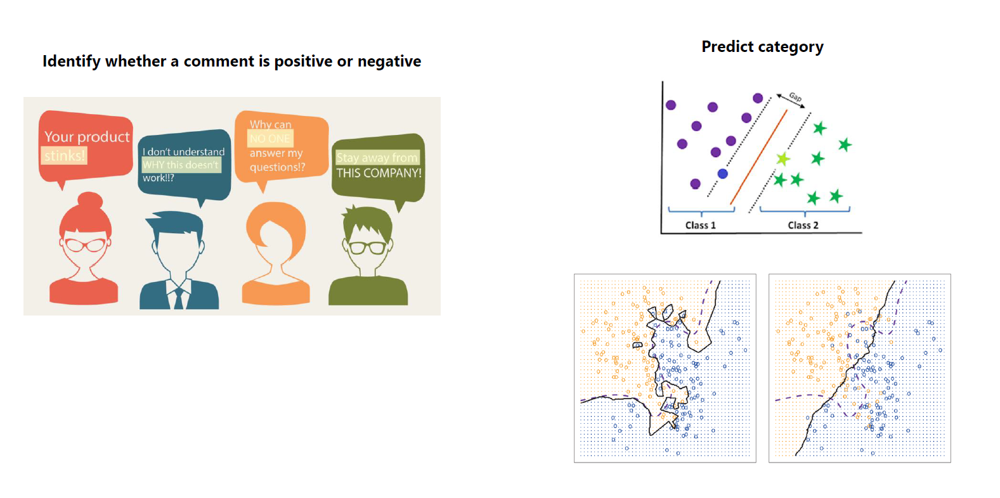 Identify whether a comment is positive or negative
Your product
stinks!
I don't understand
WHY this doesn't
work!!?
Why can
NO ONE
answer my
questions!?
Stay away from
THIS COMPANY!
Predict category
Gap
Class 1
Class 2